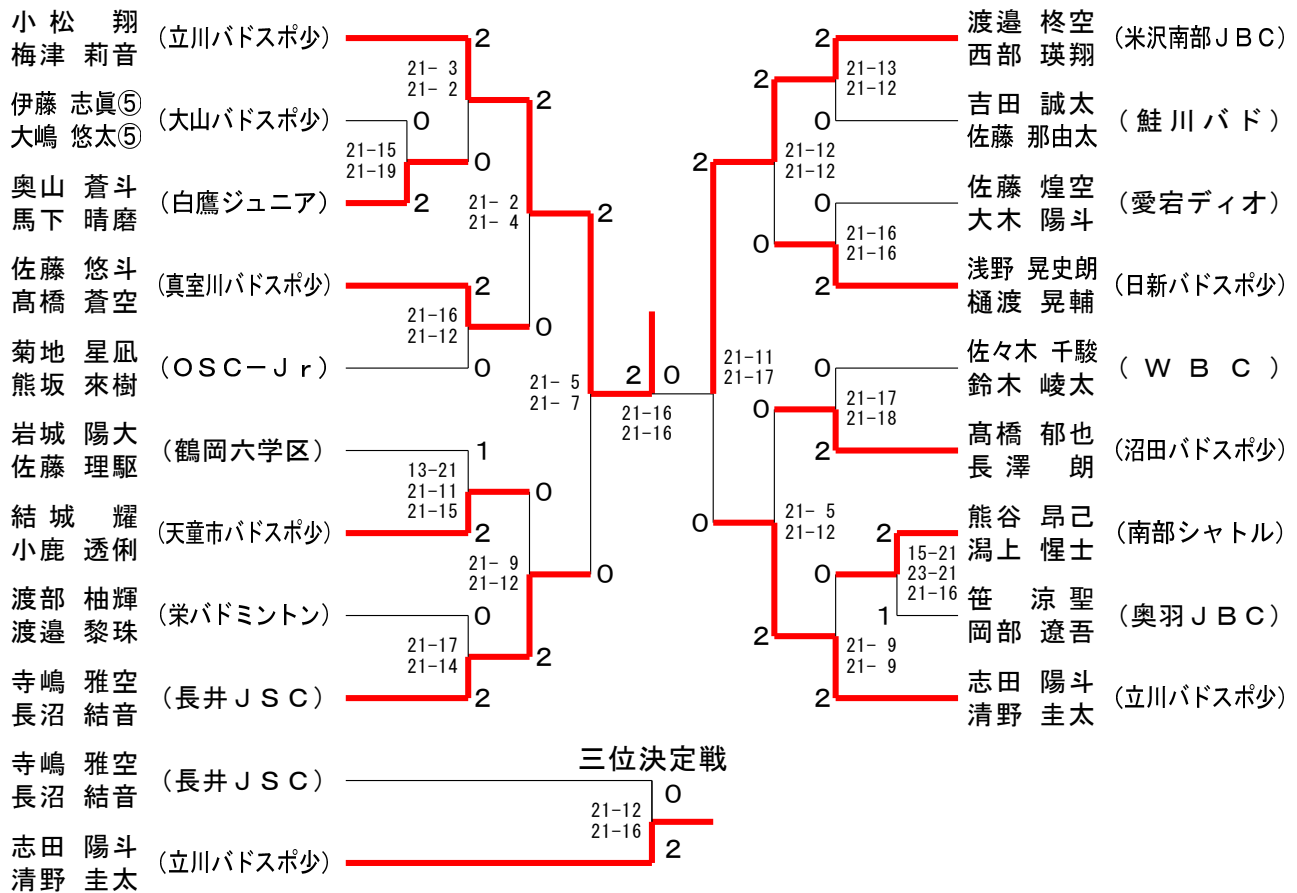 小松 翔
梅津 莉音
(立川バドスポ少)
2
21- 3
21- 2
2
伊藤 志眞⑤
大嶋 悠太⑤
(大山バドスポ少)
0
21-15
21-19
0
奥山 蒼斗
馬下 晴磨
(白鷹ジュニア)
2
21- 2
21- 4
2
佐藤 悠斗
髙橋 蒼空
(真室川バドスポ少)
2
21-16
21-12
0
菊地 星凪
熊坂 來樹
(OSC-Jr)
0
21- 5
21- 7
2
0
21-16
21-16
岩城 陽大
佐藤 理駆
(鶴岡六学区)
1
13-21
21-11
21-15
0
結城 耀
小鹿 透俐
(天童市バドスポ少)
2
21- 9
21-12
0
渡部 柚輝
渡邉 黎珠
(栄バドミントン)
0
21-17
21-14
2
寺嶋 雅空
長沼 結音
(長井JSC)
2
渡邉 柊空
西部 瑛翔
(米沢南部JBC)
2
2
21-13
21-12
吉田 誠太
佐藤 那由太
(鮭川バド)
0
2
21-12
21-12
佐藤 煌空
大木 陽斗
(愛宕ディオ)
0
0
21-16
21-16
浅野 晃史朗
樋渡 晃輔
(日新バドスポ少)
2
21-11
21-17
佐々木 千駿
鈴木 崚太
(WBC)
0
0
21-17
21-18
髙橋 郁也
長澤 朗
(沼田バドスポ少)
2
0
21- 5
21-12
熊谷 昂己
潟上 惺士
(南部シャトル)
2
15-21
23-21
21-16
0
笹 涼聖
岡部 遼吾
(奥羽JBC)
1
2
21- 9
21- 9
志田 陽斗
清野 圭太
(立川バドスポ少)
2
三位決定戦
寺嶋 雅空
長沼 結音
(長井JSC)
0
21-12
21-16
志田 陽斗
清野 圭太
(立川バドスポ少)
2